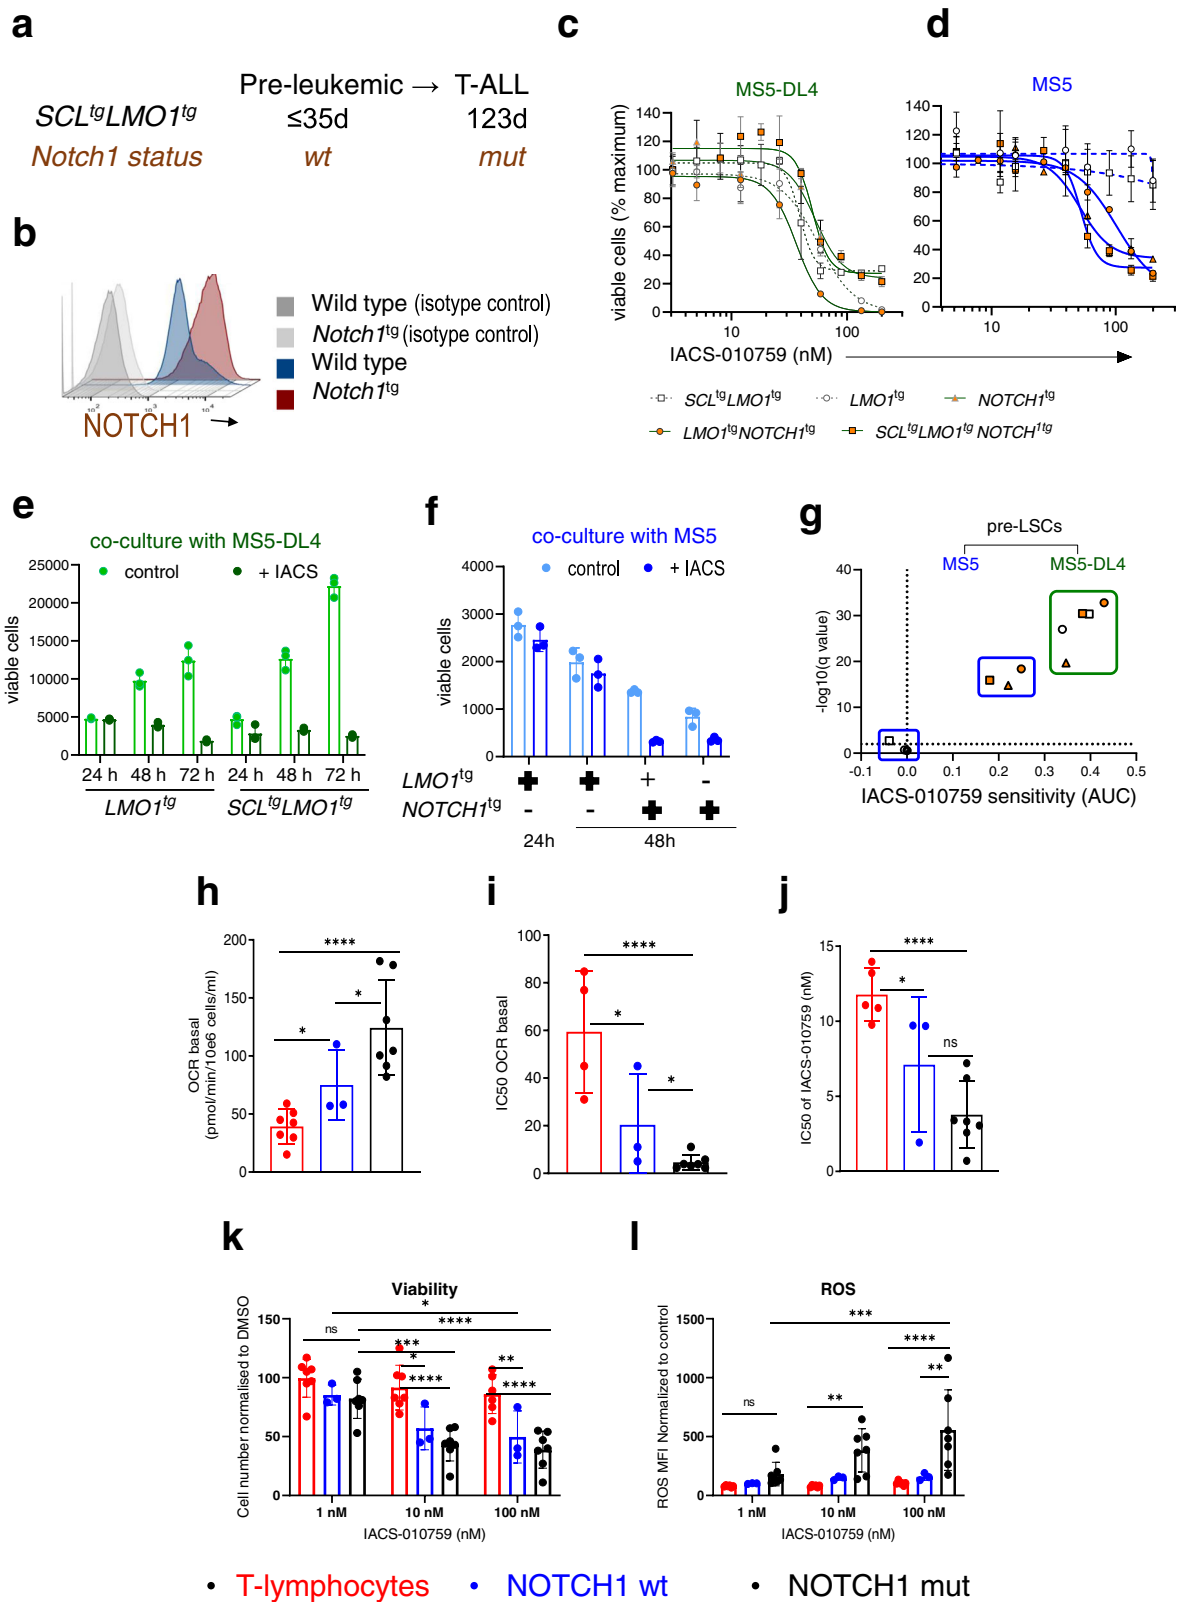 a
Pre-leukemic → T-ALL
SCLtgLMO1tg ≤35d 123d
Notch1 status wt mut
b
Wild type (isotype control)
Notch1tg (isotype control)
Wild type
Notch1tg
10² 10³ 10⁴
NOTCH1
c
MS5-DL4
viable cells (% maximum)
140
120
100
80
60
40
20
0
10 100
IACS-010759 (nM)
d
MS5
140
120
100
80
60
40
20
0
10 100
SCLtgLMO1tg LMO1tg NOTCH1tg
LMO1tgNOTCH1tg SCLtgLMO1tg NOTCH1tg
e
co-culture with MS5-DL4
control + IACS
viable cells
25000
20000
15000
10000
5000
0
24 h 48 h 72 h 24 h 48 h 72 h
LMO1tg SCLtgLMO1tg
f
co-culture with MS5
control + IACS
viable cells
4000
3000
2000
1000
0
LMO1tg + + + -
NOTCH1tg - - + +
24h 48h
g
pre-LSCs
MS5 MS5-DL4
-log10(q value)
40
30
20
10
0
-0.1 0.0 0.1 0.2 0.3 0.4 0.5
IACS-010759 sensitivity (AUC)
h
OCR basal
(pmol/min/10e6 cells/ml)
200
150
100
50
0
****
*
*
i
IC50 OCR basal
100
80
60
40
20
0
****
*
*
j
IC50 of IACS-010759 (nM)
15
10
5
0
****
*
ns
k
Viability
Cell number normalised to DMSO
150
100
50
0
*
****
ns
***
*
****
**
****
1 nM 10 nM 100 nM
IACS-010759 (nM)
l
ROS
ROS MFI Normalized to control
1500
1000
500
0
***
****
**
**
ns
1 nM 10 nM 100 nM
IACS-010759 (nM)
• T-lymphocytes • NOTCH1 wt • NOTCH1 mut